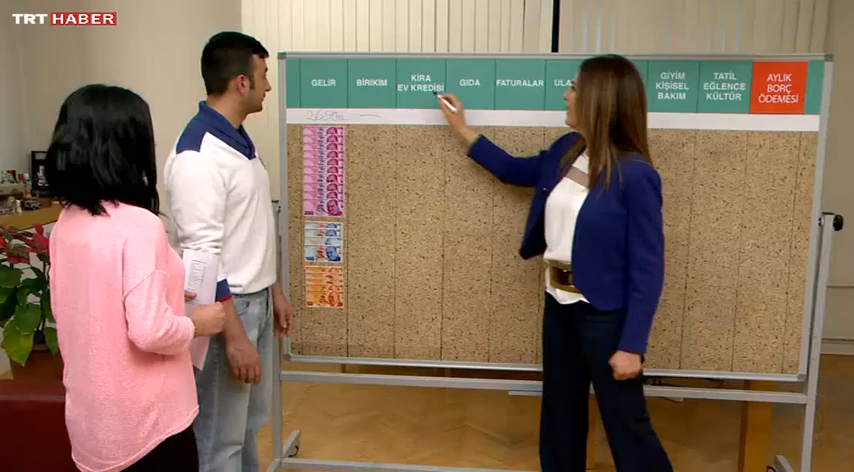 TRT HABER
GELİR
BİRİKİM
KİRA
EV KREDİSİ
GIDA
FATURALAR
GİYİM
KİŞİSEL
BAKIM
TATİL
EĞLENCE
KÜLTÜR
AYLIK
BORÇ
ÖDEMESİ